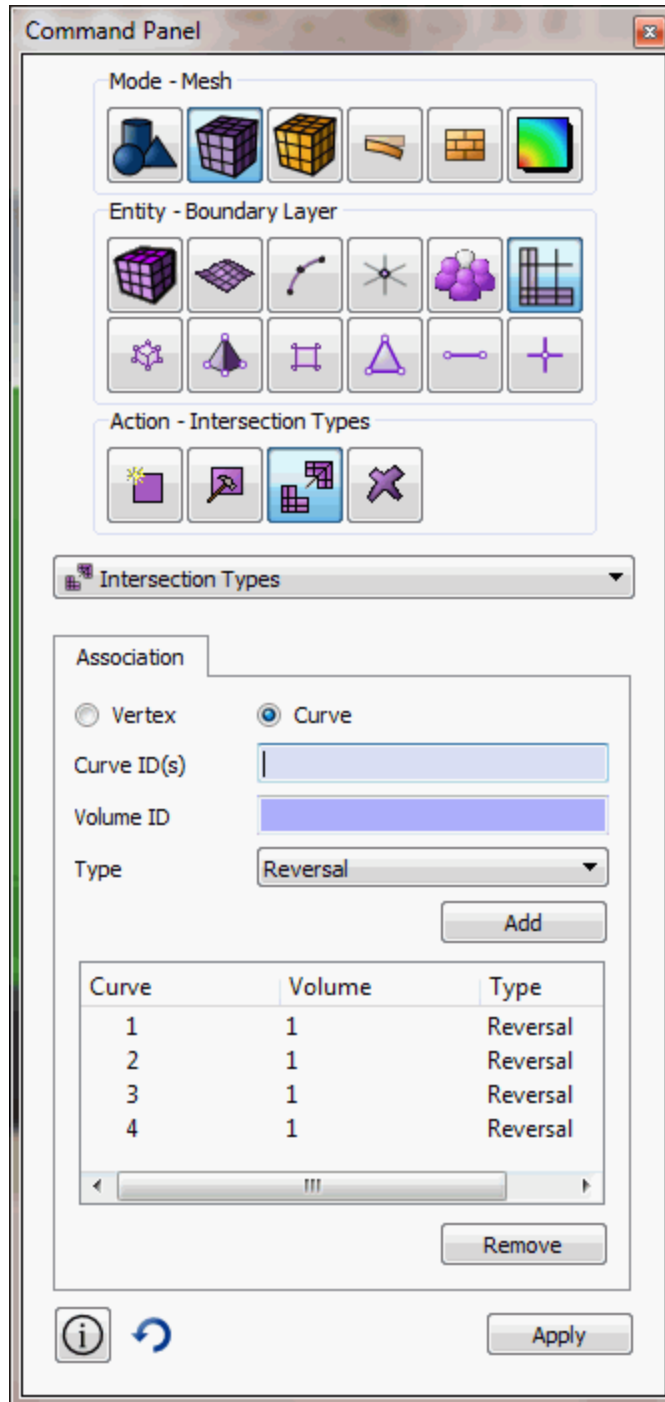 Command Panel
Mode - Mesh
Entity - Boundary Layer
Action - Intersection Types
Intersection Types
Association
Vertex Curve
Curve ID(s)
Volume ID
Type Reversal
Add
Curve Volume Type
1 1 Reversal
2 1 Reversal
3 1 Reversal
4 1 Reversal
Remove
Apply